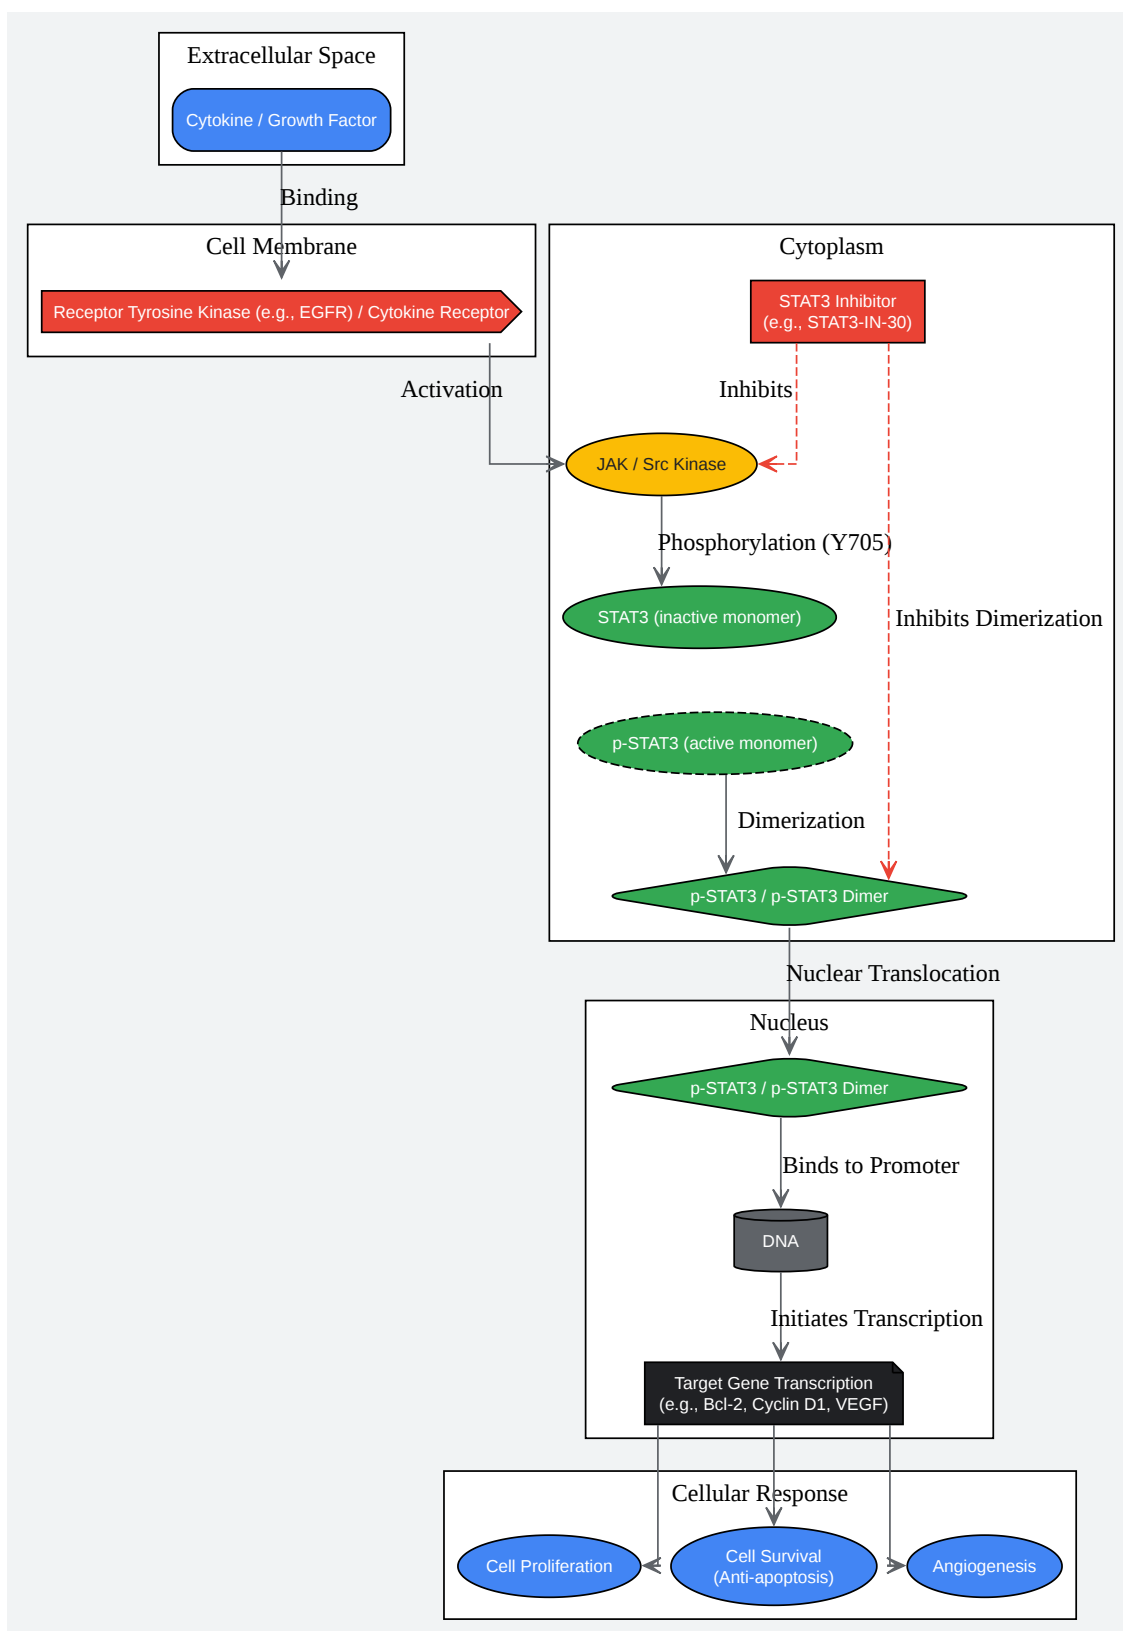 Extracellular Space
Cytokine / Growth Factor
Binding
Cell Membrane
Receptor Tyrosine Kinase (e.g., EGFR) / Cytokine Receptor
Activation
Cytoplasm
STAT3 Inhibitor
(e.g., STAT3-IN-30)
Inhibits
JAK / Src Kinase
Phosphorylation (Y705)
STAT3 (inactive monomer)
Inhibits Dimerization
p-STAT3 (active monomer)
Dimerization
p-STAT3 / p-STAT3 Dimer
Nuclear Translocation
Nucleus
p-STAT3 / p-STAT3 Dimer
Binds to Promoter
DNA
Initiates Transcription
Target Gene Transcription
(e.g., Bcl-2, Cyclin D1, VEGF)
Cellular Response
Cell Proliferation
Cell Survival
(Anti-apoptosis)
Angiogenesis